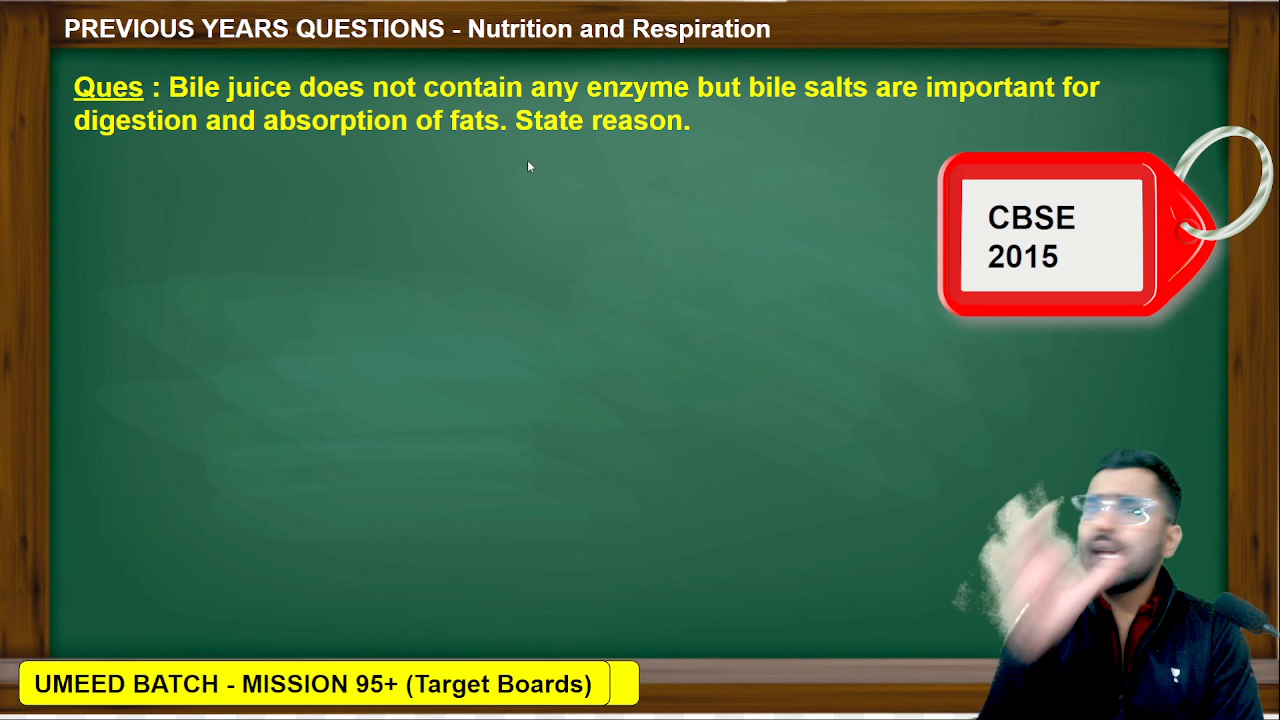 PREVIOUS YEARS QUESTIONS - Nutrition and Respiration
Ques : Bile juice does not contain any enzyme but bile salts are important for
digestion and absorption of fats. State reason.
CBSE
2015
UMEED BATCH - MISSION 95+ (Target Boards)